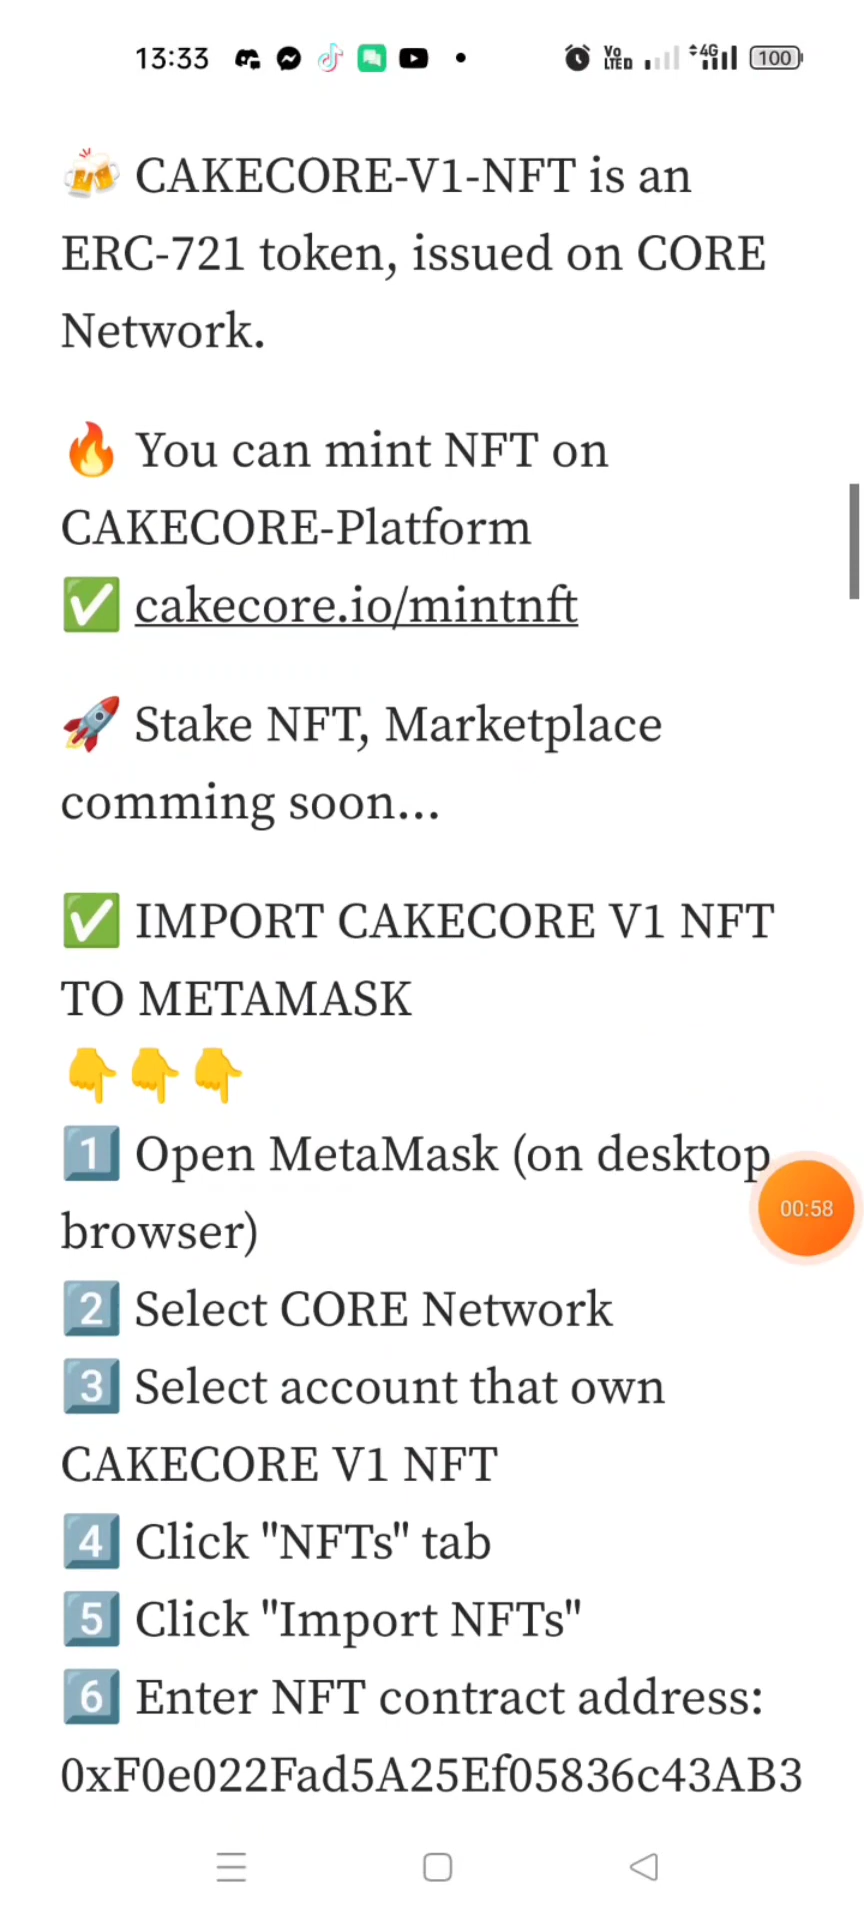 13:33 VoLTED 4G 100
🍻 CAKECORE-V1-NFT is an
ERC-721 token, issued on CORE
Network.
🔥 You can mint NFT on
CAKECORE-Platform
✅ cakecore.io/mintnft
🚀 Stake NFT, Marketplace
comming soon...
✅ IMPORT CAKECORE V1 NFT
TO METAMASK
👇👇👇
1️⃣ Open MetaMask (on desktop
browser)
00:58
2️⃣ Select CORE Network
3️⃣ Select account that own
CAKECORE V1 NFT
4️⃣ Click "NFTs" tab
5️⃣ Click "Import NFTs"
6️⃣ Enter NFT contract address:
0xF0e022Fad5A25Ef05836c43AB3